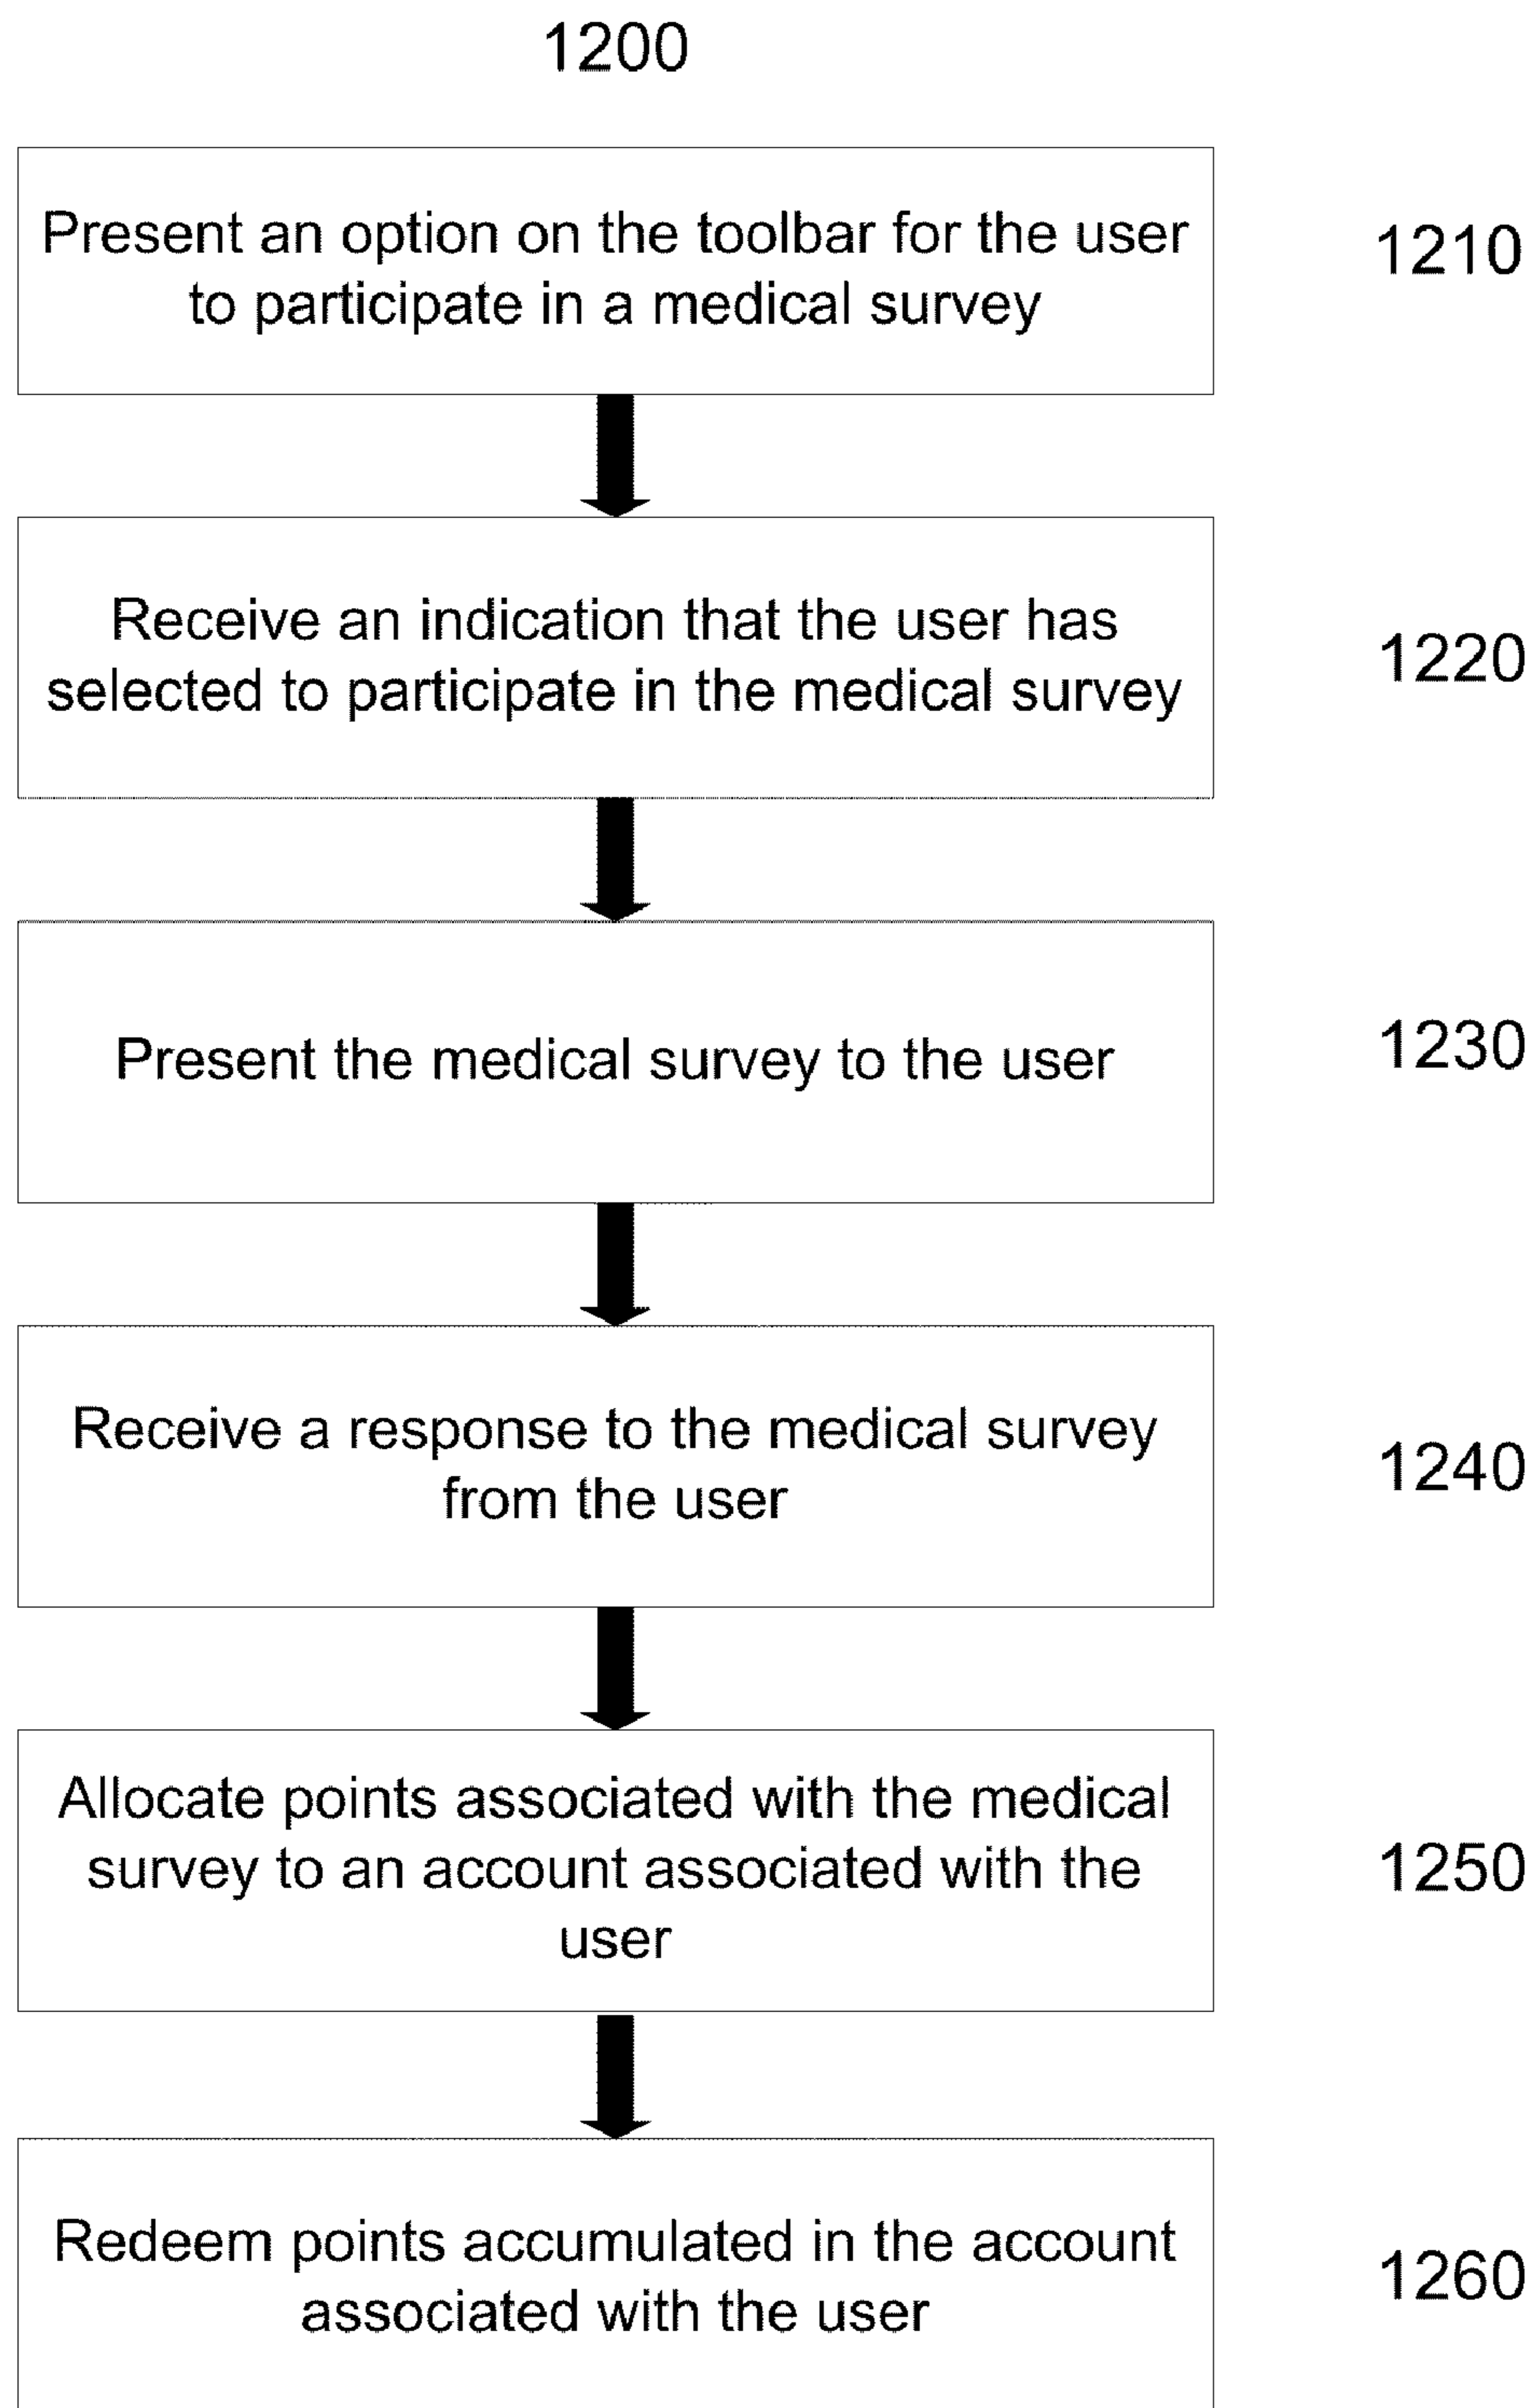 1200
Present an option on the toolbar for the user
to participate in a medical survey
1210
Receive an indication that the user has
selected to participate in the medical survey
1220
Present the medical survey to the user
1230
Receive a response to the medical survey
from the user
1240
Allocate points associated with the medical
survey to an account associated with the
user
1250
Redeem points accumulated in the account
associated with the user
1260